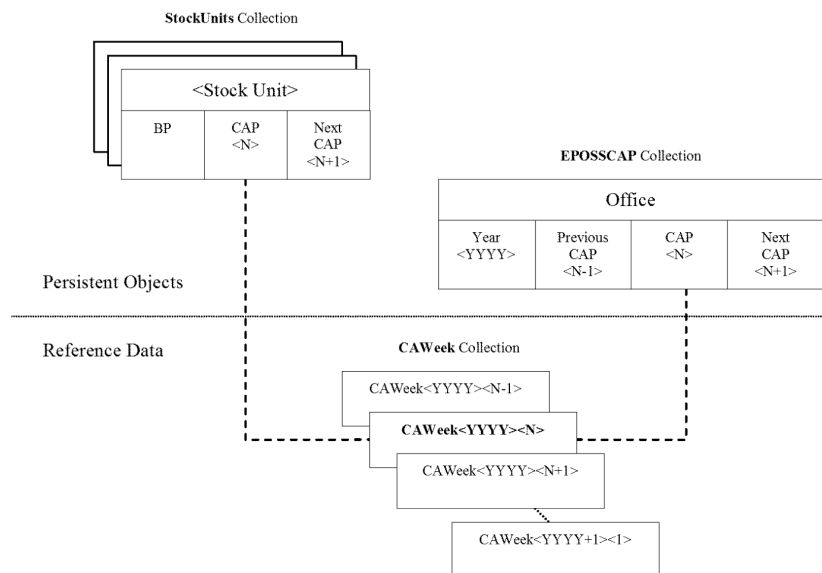 StockUnits Collection
<Stock Unit>
BP
CAP
<N>
Next
CAP
<N+1>
EPOSSCAP Collection
Office
Year
<YYYY>
Previous
CAP
<N-1>
CAP
<N>
Next
CAP
<N+1>
Persistent Objects
Reference Data
CAWeek Collection
CAWeek<YYYY><N-1>
CAWeek<YYYY><N>
CAWeek<YYYY><N+1>
CAWeek<YYYY+1><1>